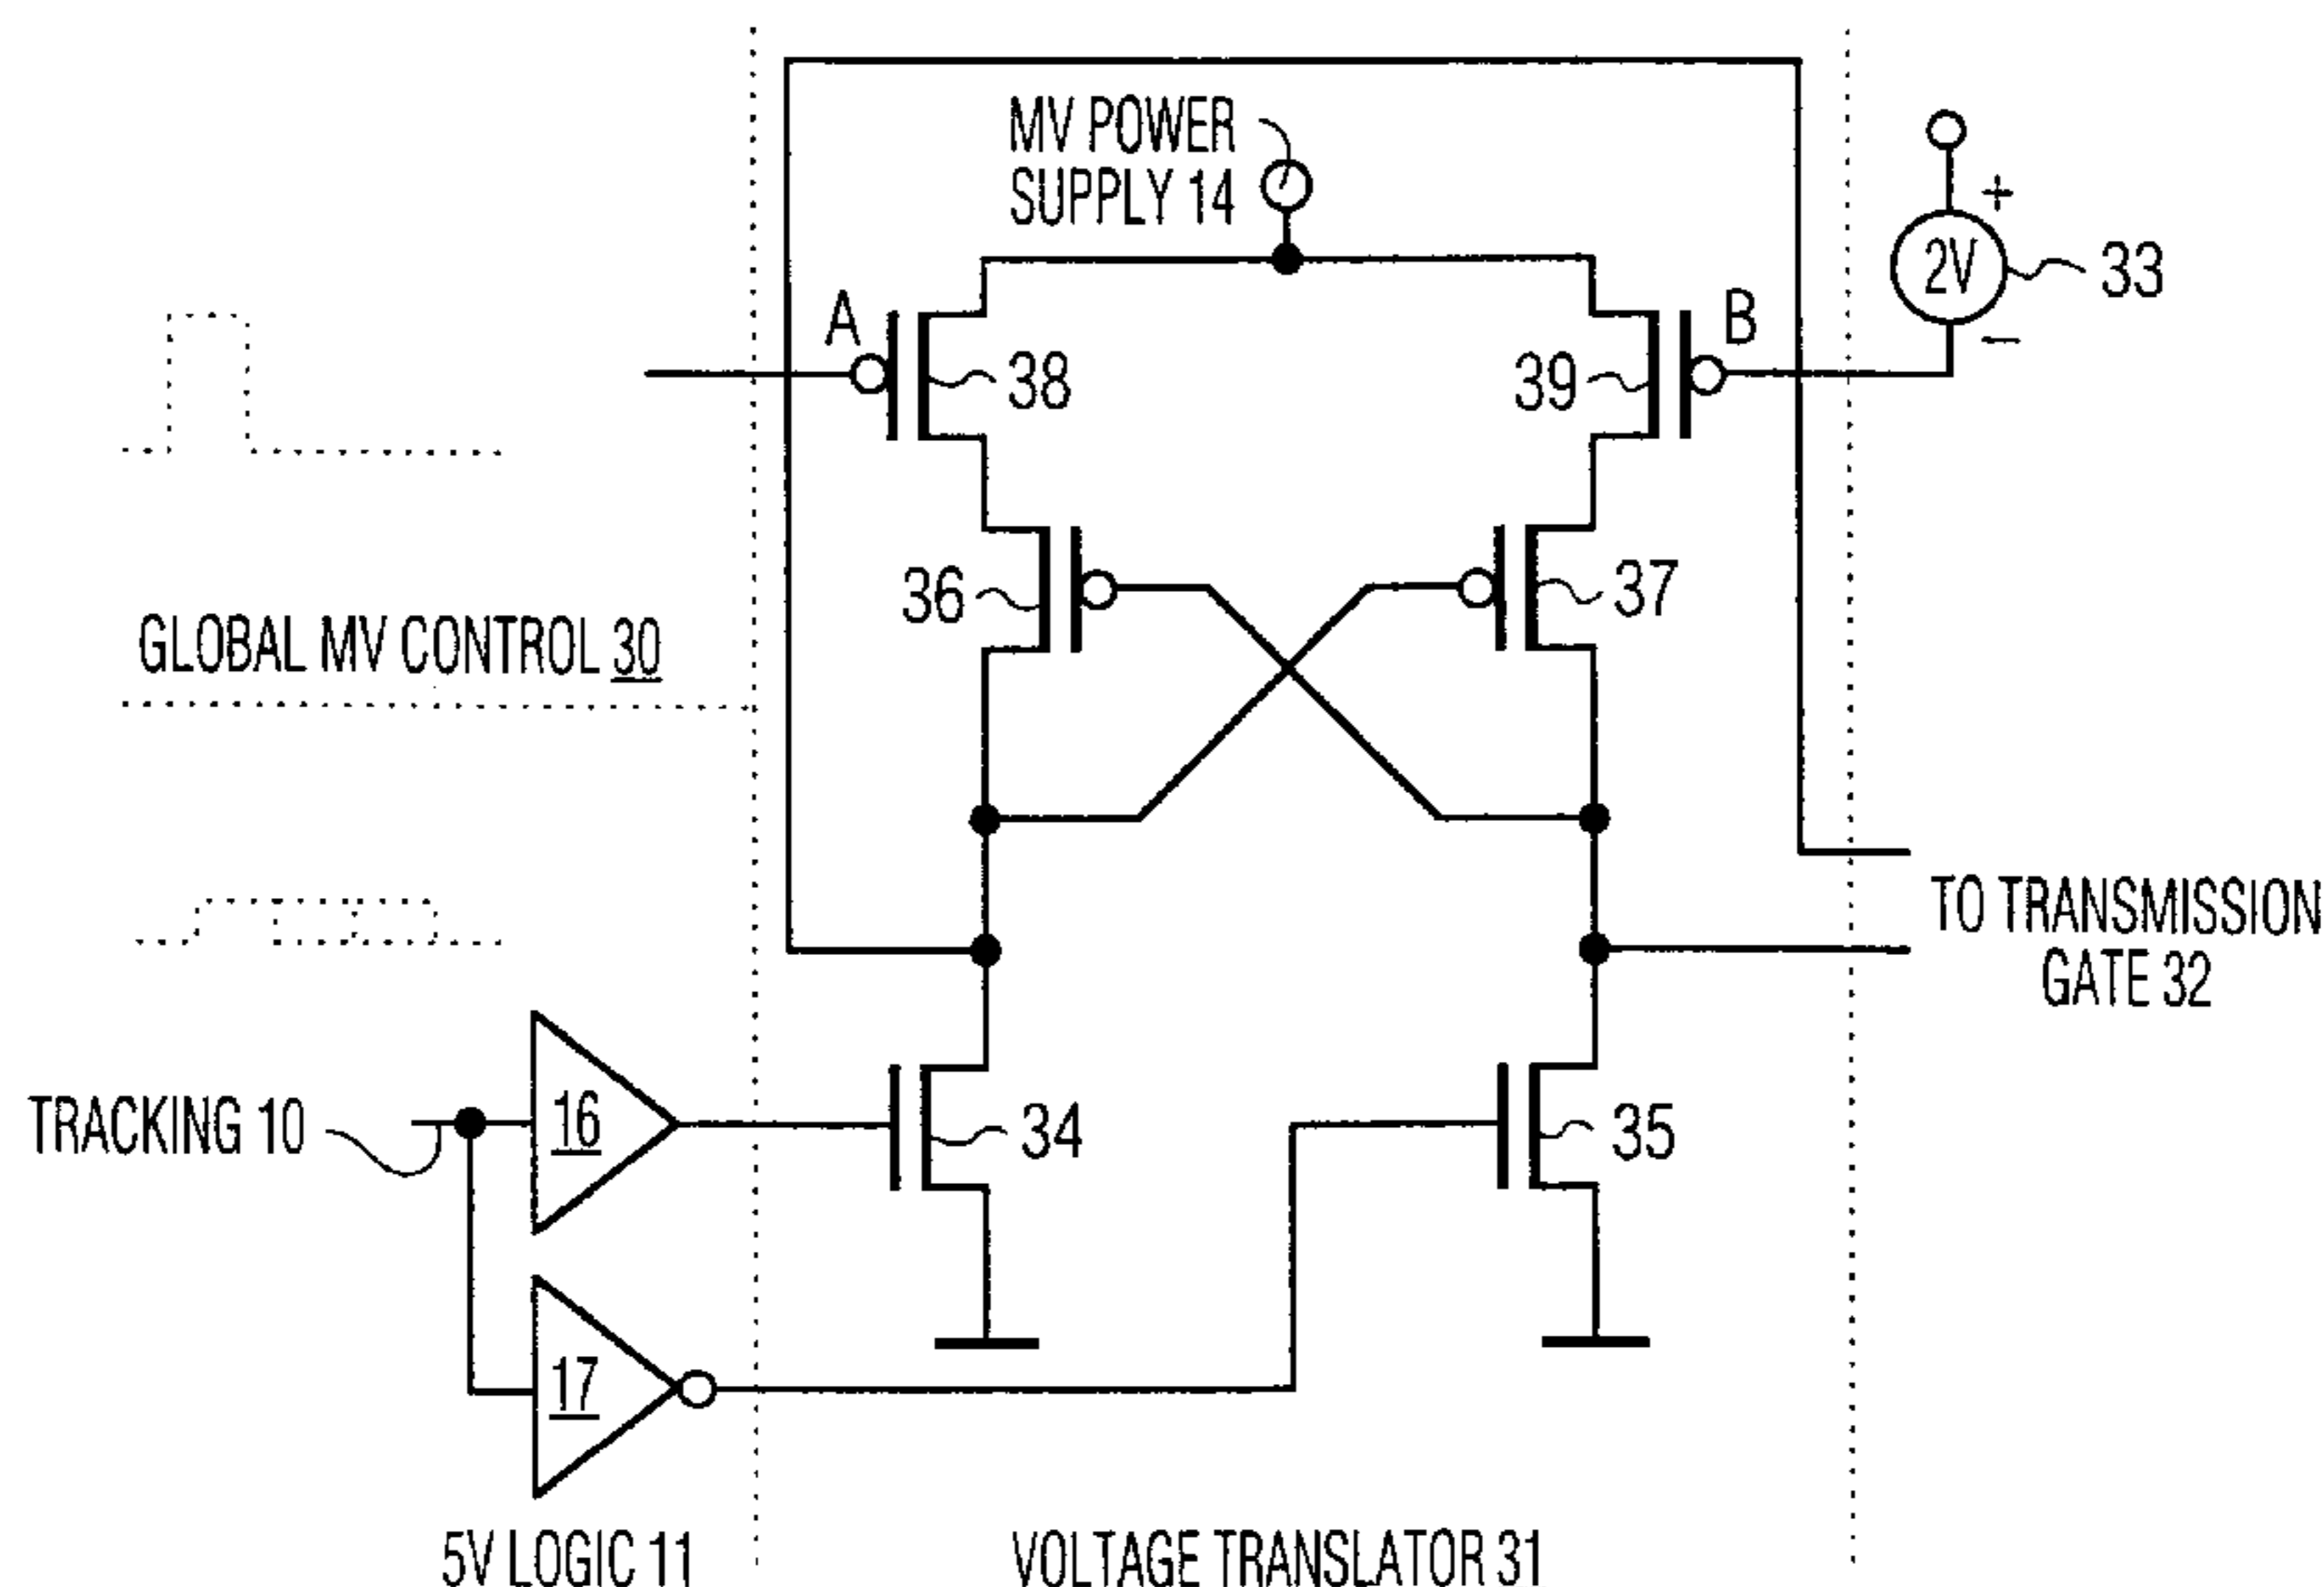 MV POWER
SUPPLY 14
+
2V
33
—
A
38
B
39
36
37
GLOBAL MV CONTROL 30
TO TRANSMISSION
GATE 32
TRACKING 10
16
34
35
17
5V LOGIC 11
VOLTAGE TRANSLATOR 31